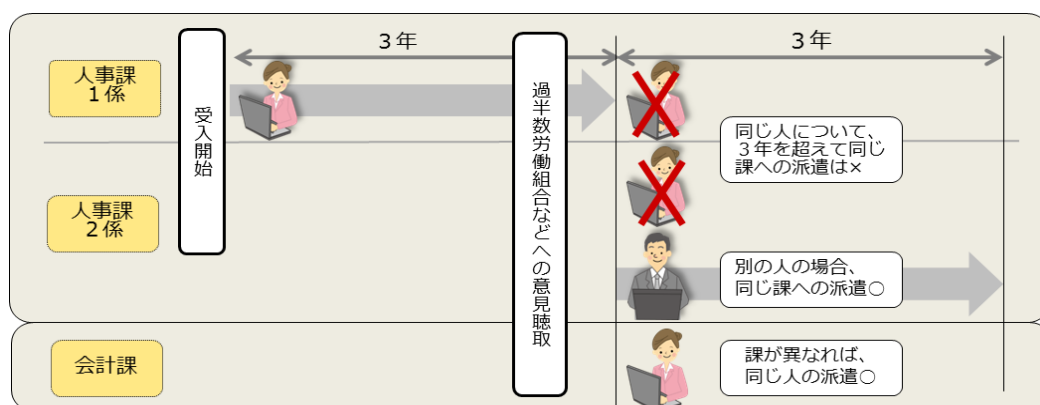 ３年
３年
人事課
１係
受入開始
過半数労働組合などへの意見聴取
同じ人について、
３年を超えて同じ
課への派遣は×
人事課
２係
別の人の場合、
同じ課への派遣○
会計課
課が異なれば、
同じ人の派遣○